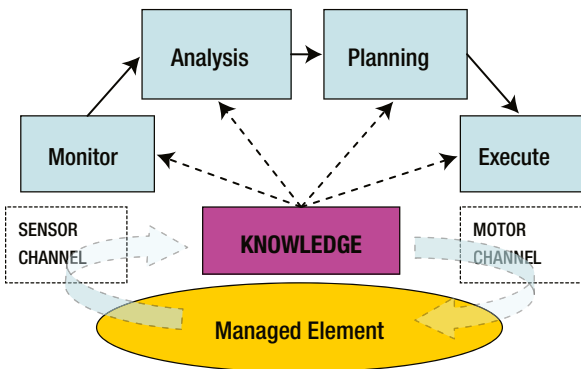 Analysis
Planning
Monitor
Execute
SENSOR
CHANNEL
KNOWLEDGE
MOTOR
CHANNEL
Managed Element